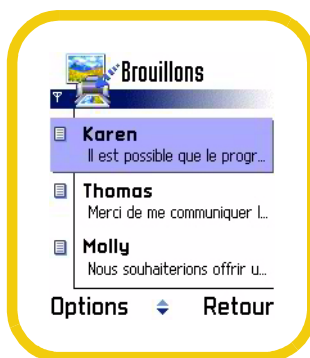 Brouillons
Karen
Il est possible que le progr...
Thomas
Merci de me communiquer l...
Molly
Nous souhaiterions offrir u...
Options Retour